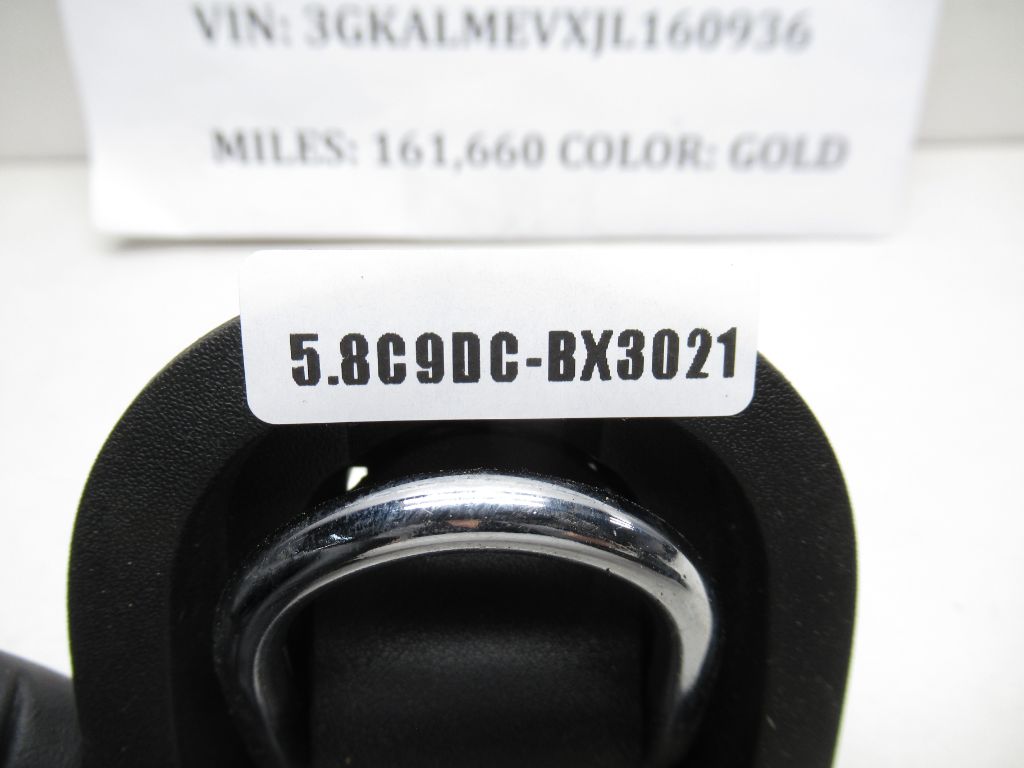 VIN: 3GKALMEVXJL160936
MILES: 161,660 COLOR: GOLD
5.8C9DC-BX3021